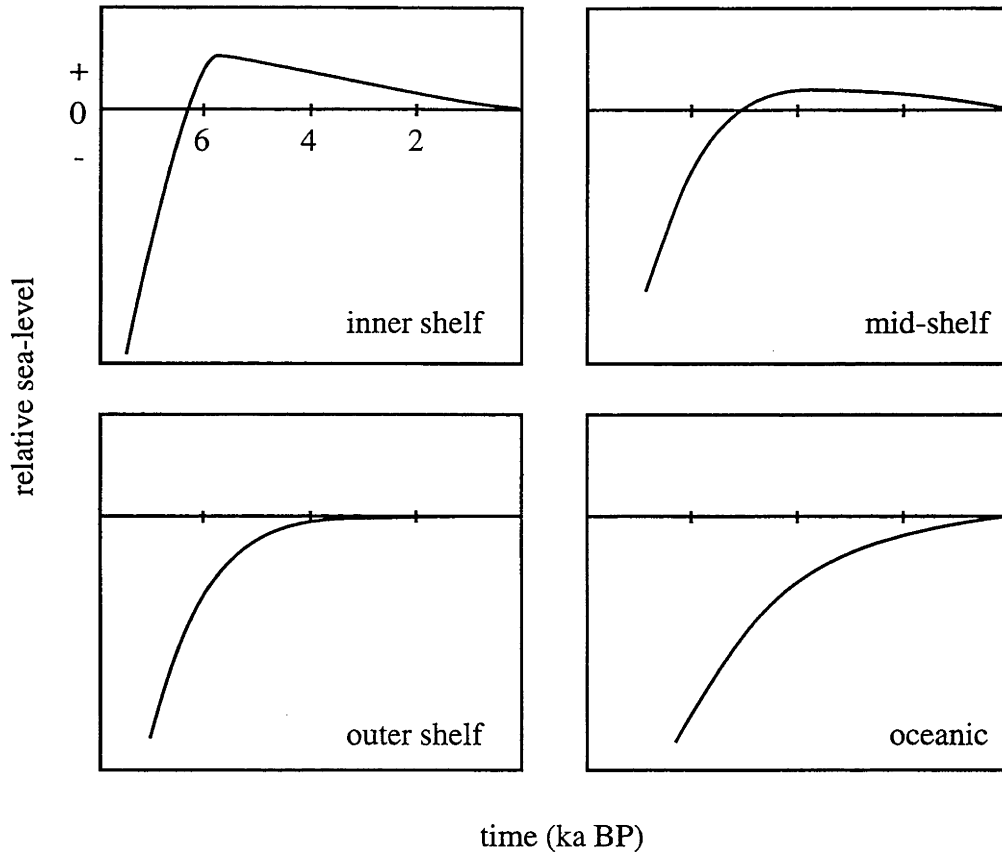 +
0
-
6 4 2
inner shelf
mid-shelf
relative sea-level
outer shelf
oceanic
time (ka BP)